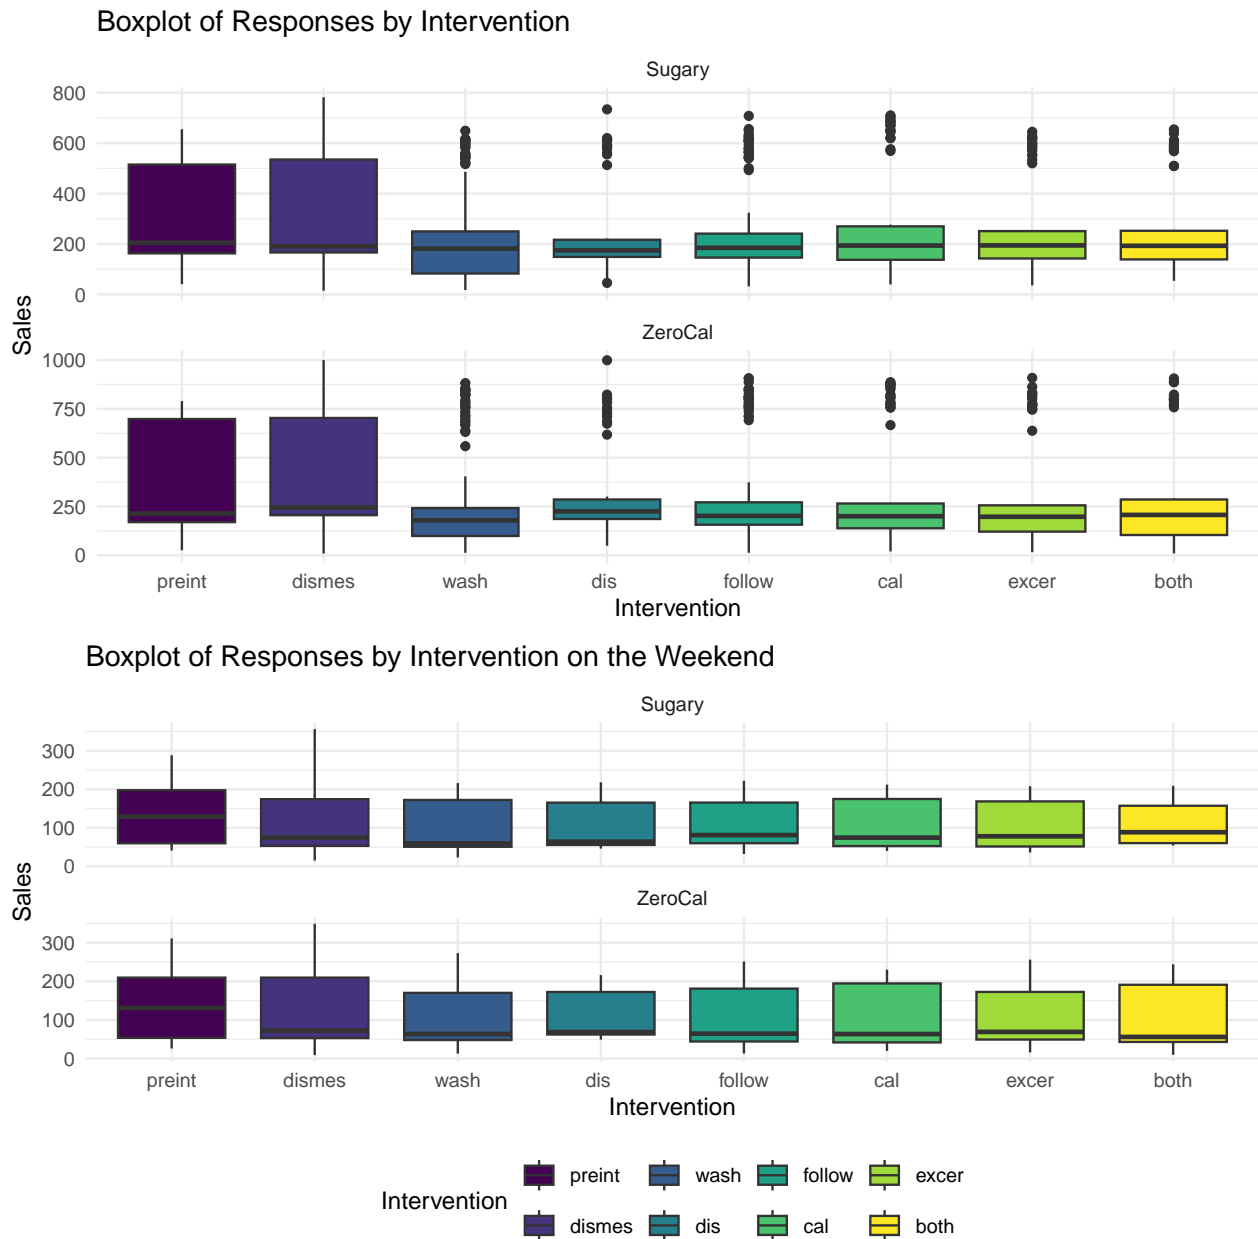 Boxplot of Responses by Intervention
Sugary
800
600
400
200
0
ZeroCal
1000
750
500
250
0
Sales
preint dismes wash dis follow cal excer both
Intervention
Boxplot of Responses by Intervention on the Weekend
Sugary
300
200
100
0
ZeroCal
300
200
100
0
Sales
preint dismes wash dis follow cal excer both
Intervention
Intervention
preint wash follow excer
dismes dis cal both